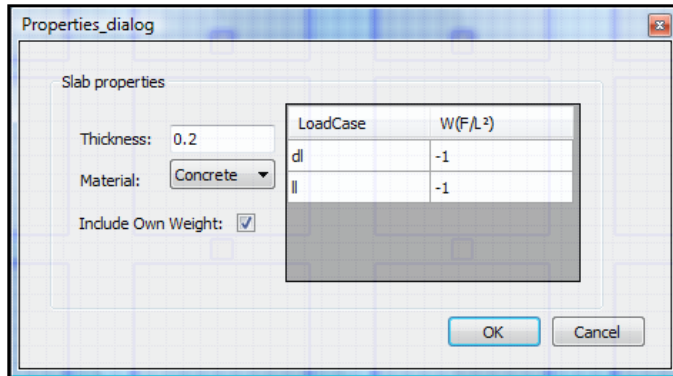 Properties_dialog
Slab properties
Thickness: 0.2
Material: Concrete
Include Own Weight:
LoadCase W(F/L²)
dl -1
ll -1
OK Cancel